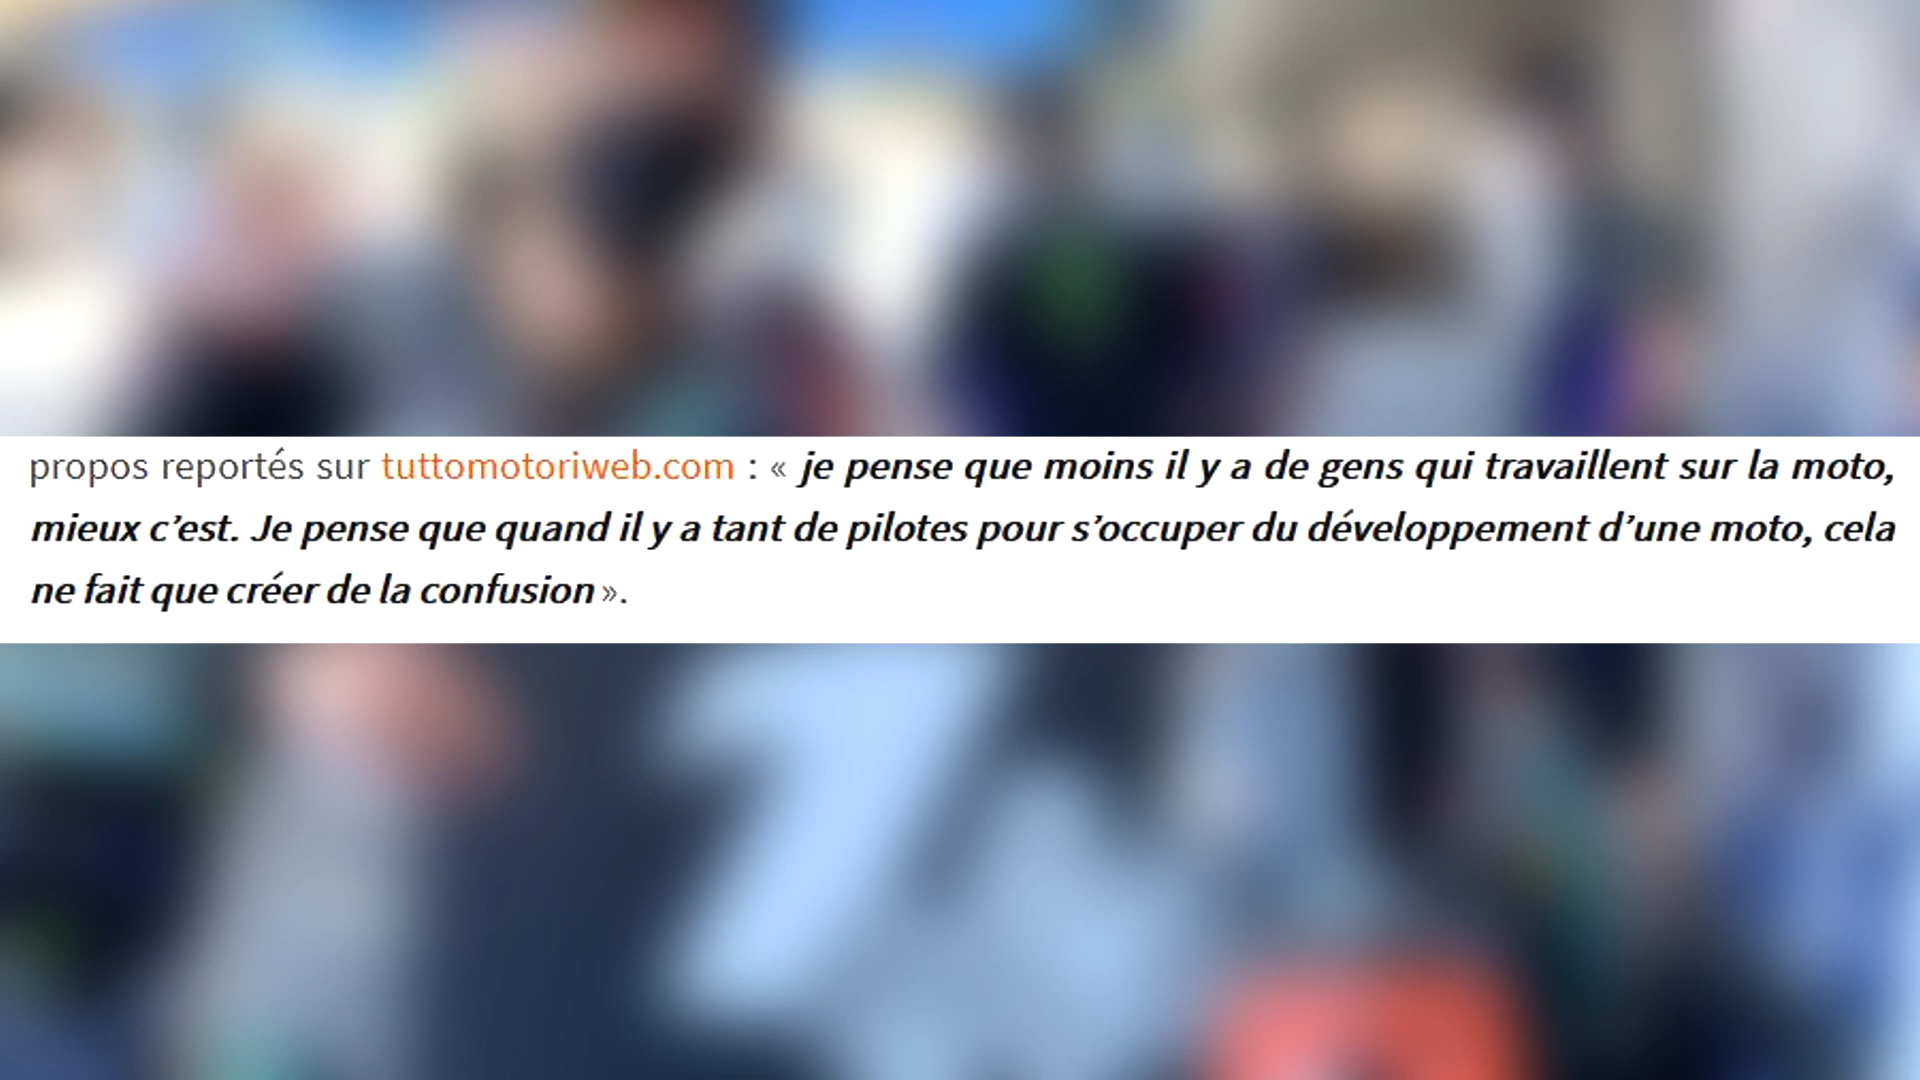 propos reportés sur tuttomotoriweb.com : « je pense que moins il y a de gens qui travaillent sur la moto,
mieux c’est. Je pense que quand il y a tant de pilotes pour s’occuper du développement d’une moto, cela
ne fait que créer de la confusion ».